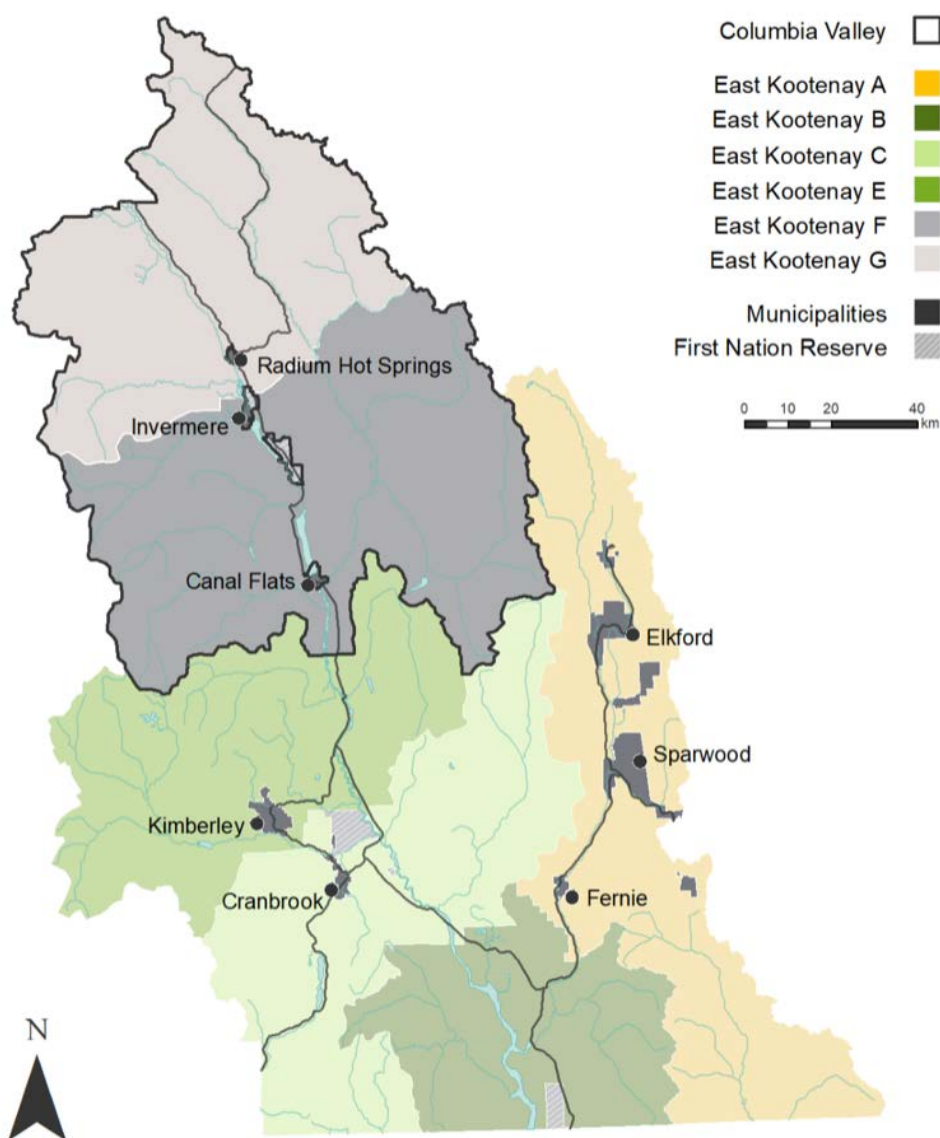 Columbia Valley
East Kootenay A
East Kootenay B
East Kootenay C
East Kootenay E
East Kootenay F
East Kootenay G
Municipalities
First Nation Reserve
0 10 20 40
km
Radium Hot Springs
Invermere
Canal Flats
Elkford
Sparwood
Kimberley
Cranbrook
Fernie
N